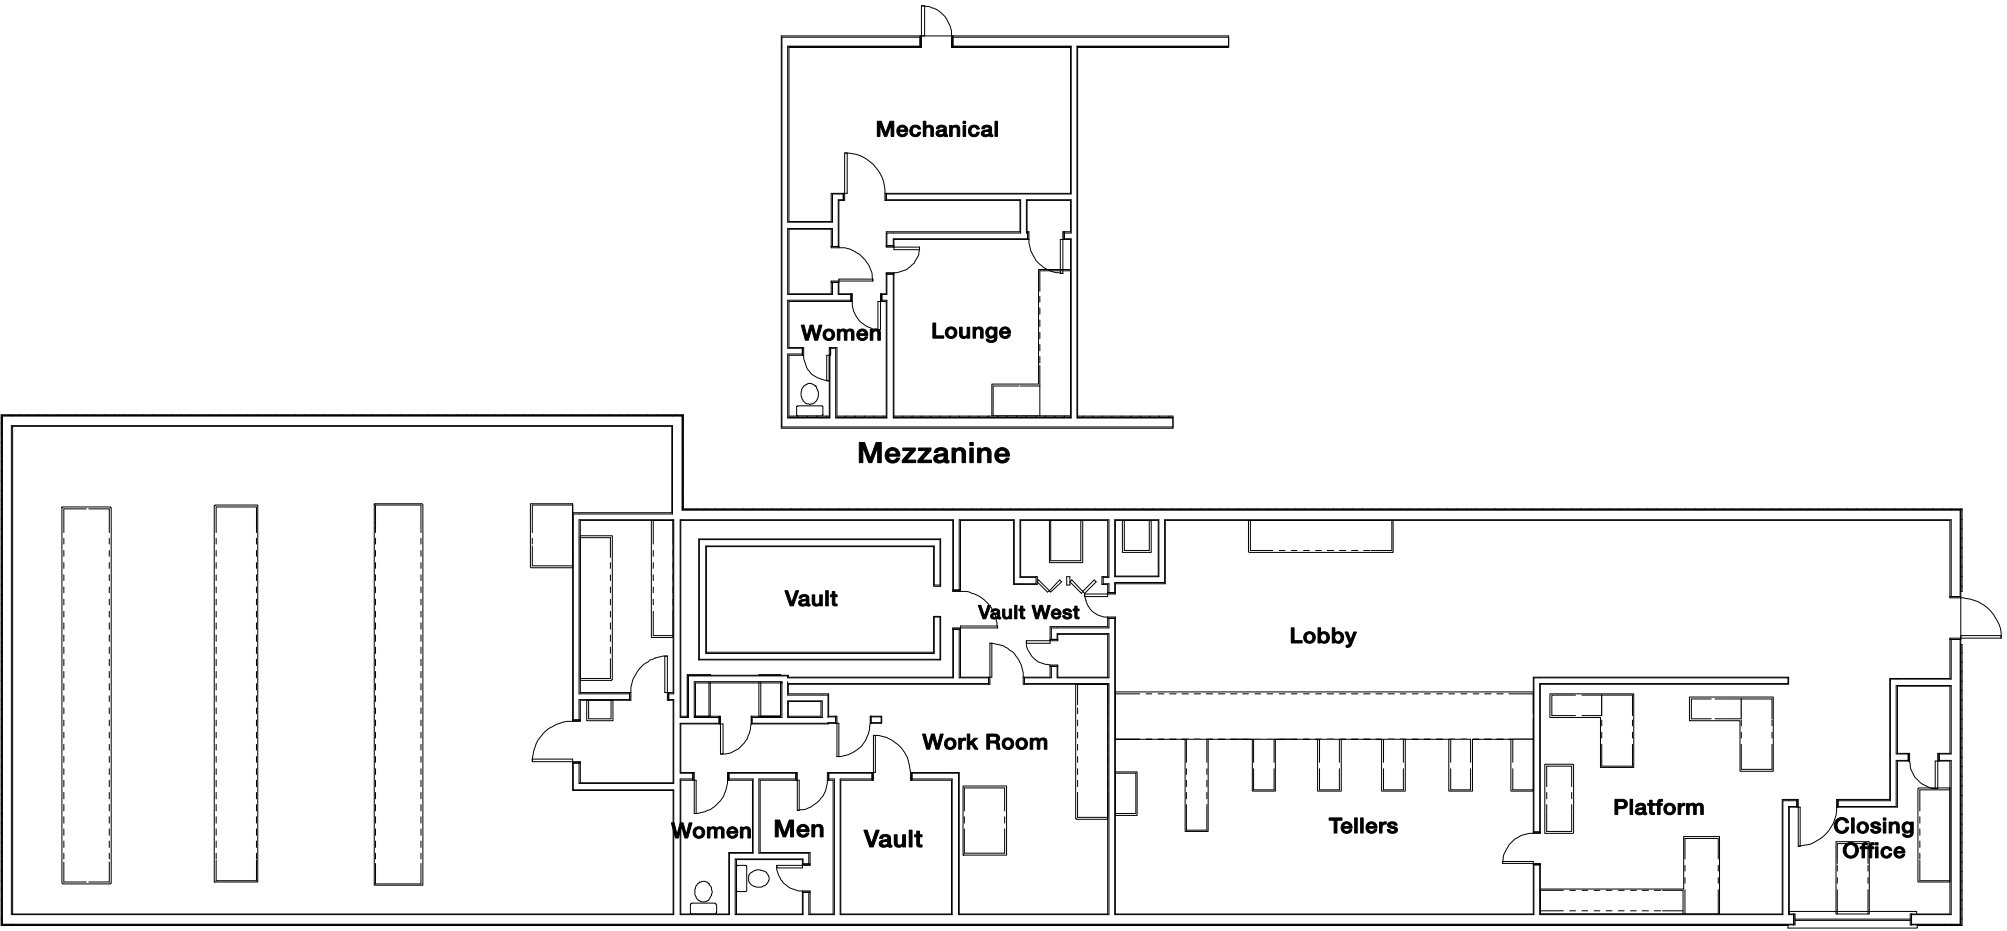 Mechanical
Women
Lounge
Mezzanine
Vault
Vault West
Lobby
Work Room
Women
Men
Vault
Tellers
Platform
Closing
Office